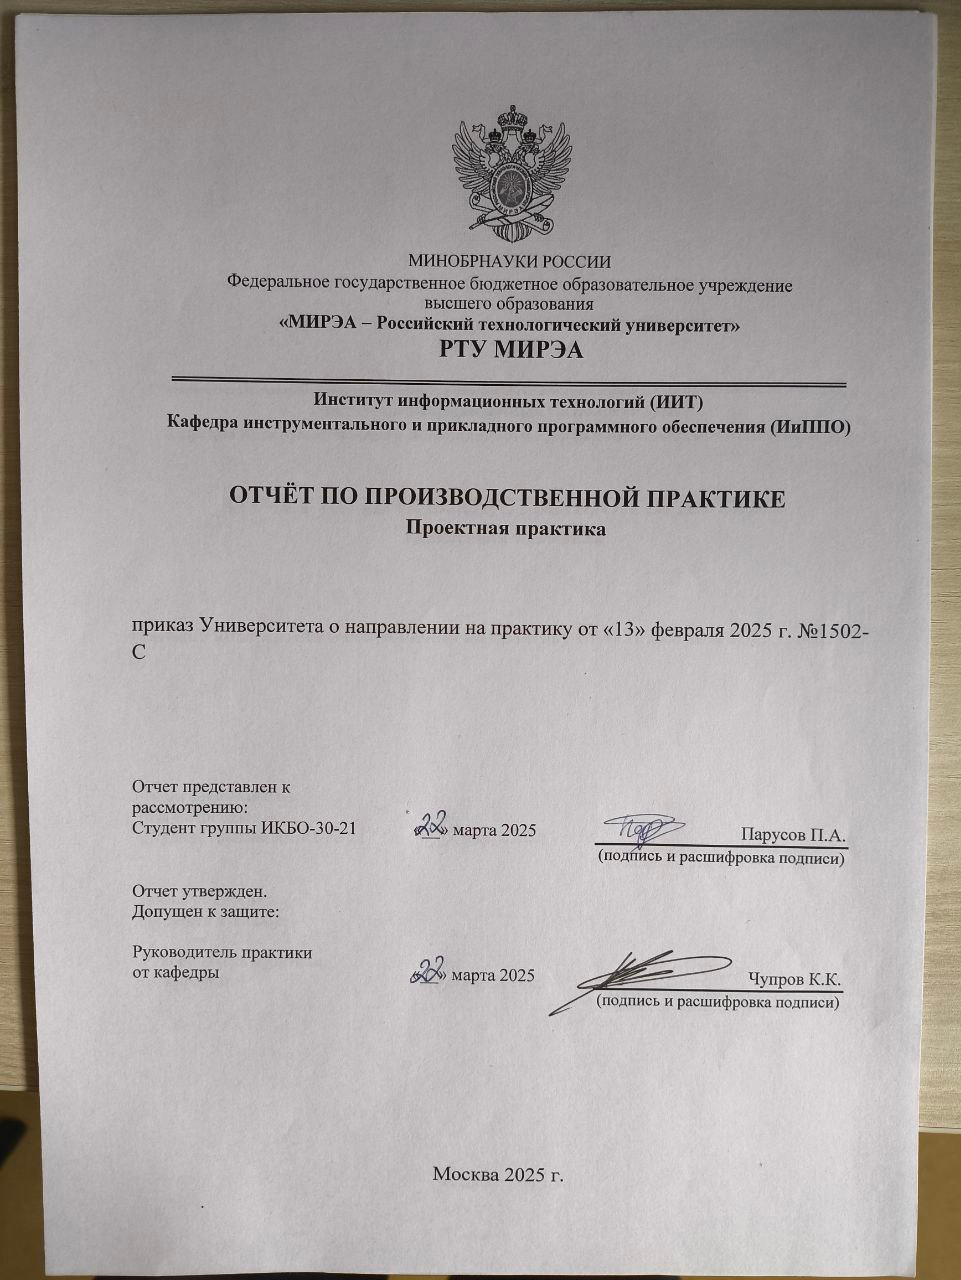 МИРЭА
МИНОБРНАУКИ РОССИИ
Федеральное государственное бюджетное образовательное учреждение
высшего образования
«МИРЭА – Российский технологический университет»
РТУ МИРЭА
Институт информационных технологий (ИИТ)
Кафедра инструментального и прикладного программного обеспечения (ИиППО)
ОТЧЁТ ПО ПРОИЗВОДСТВЕННОЙ ПРАКТИКЕ
Проектная практика
приказ Университета о направлении на практику от «13» февраля 2025 г. №1502-
С
Отчет представлен к
рассмотрению:
Студент группы ИКБО-30-21 «22» марта 2025 Парусов П.А.
(подпись и расшифровка подписи)
Отчет утвержден.
Допущен к защите:
Руководитель практики
от кафедры «22» марта 2025 Чупров К.К.
(подпись и расшифровка подписи)
Москва 2025 г.